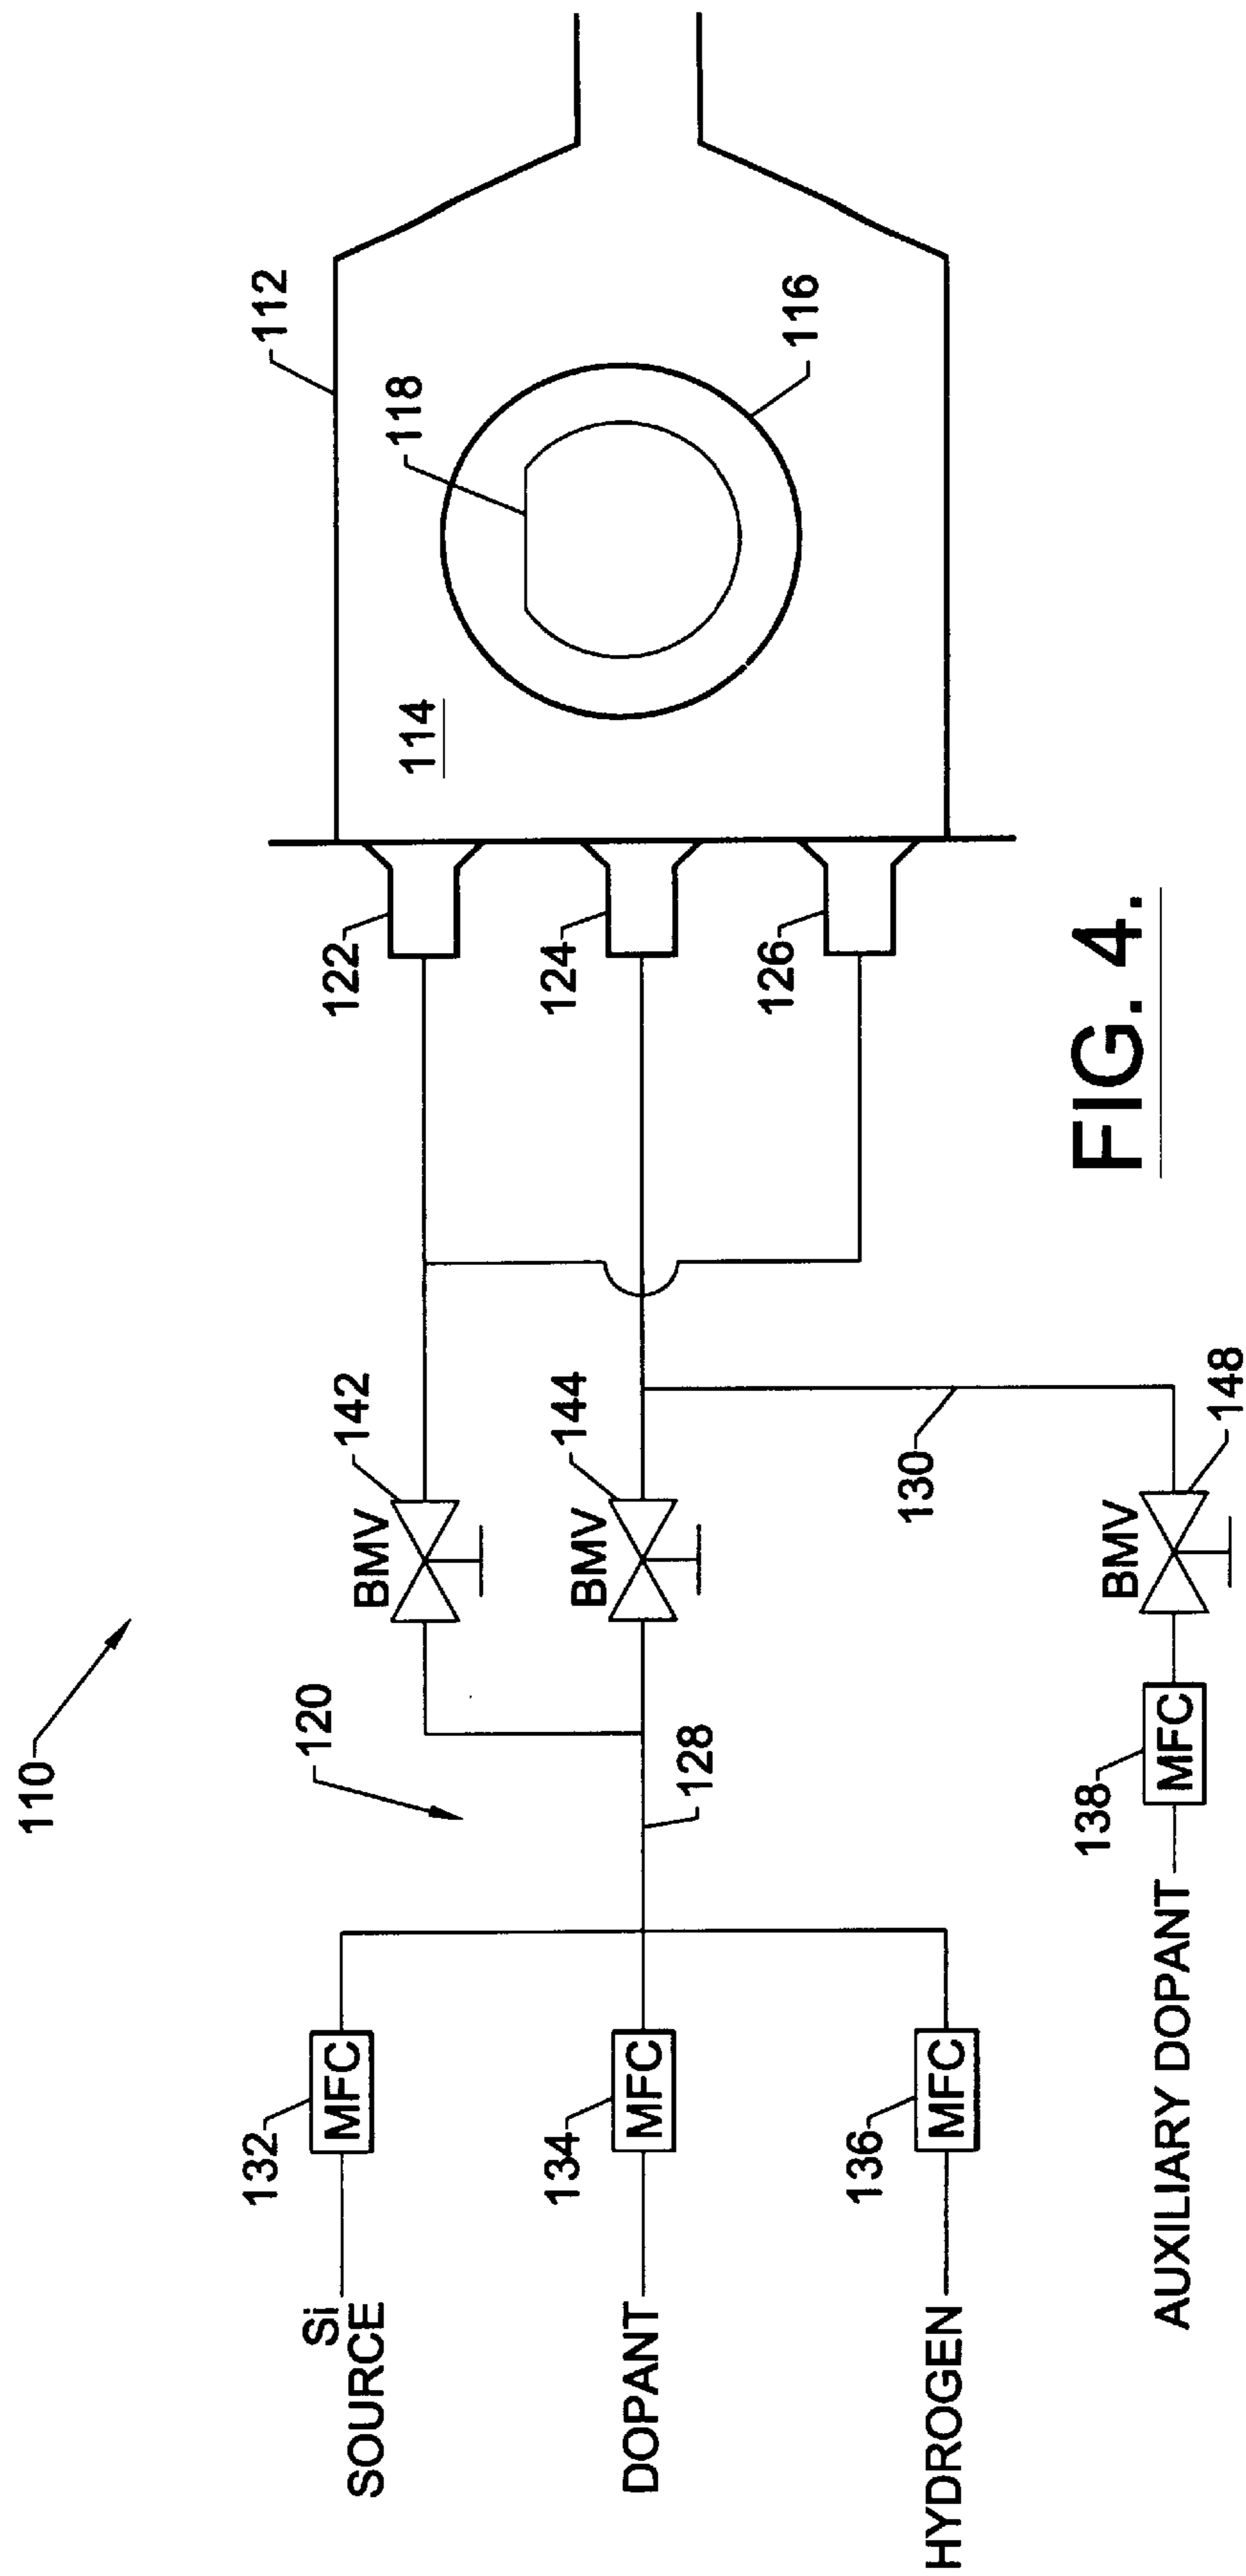 110
120
Si
SOURCE
132
MFC
DOPANT
134
MFC
HYDROGEN
136
MFC
128
BMV
142
BMV
144
AUXILIARY DOPANT
138
MFC
BMV
148
130
122
124
126
114
118
112
116
FIG. 4.